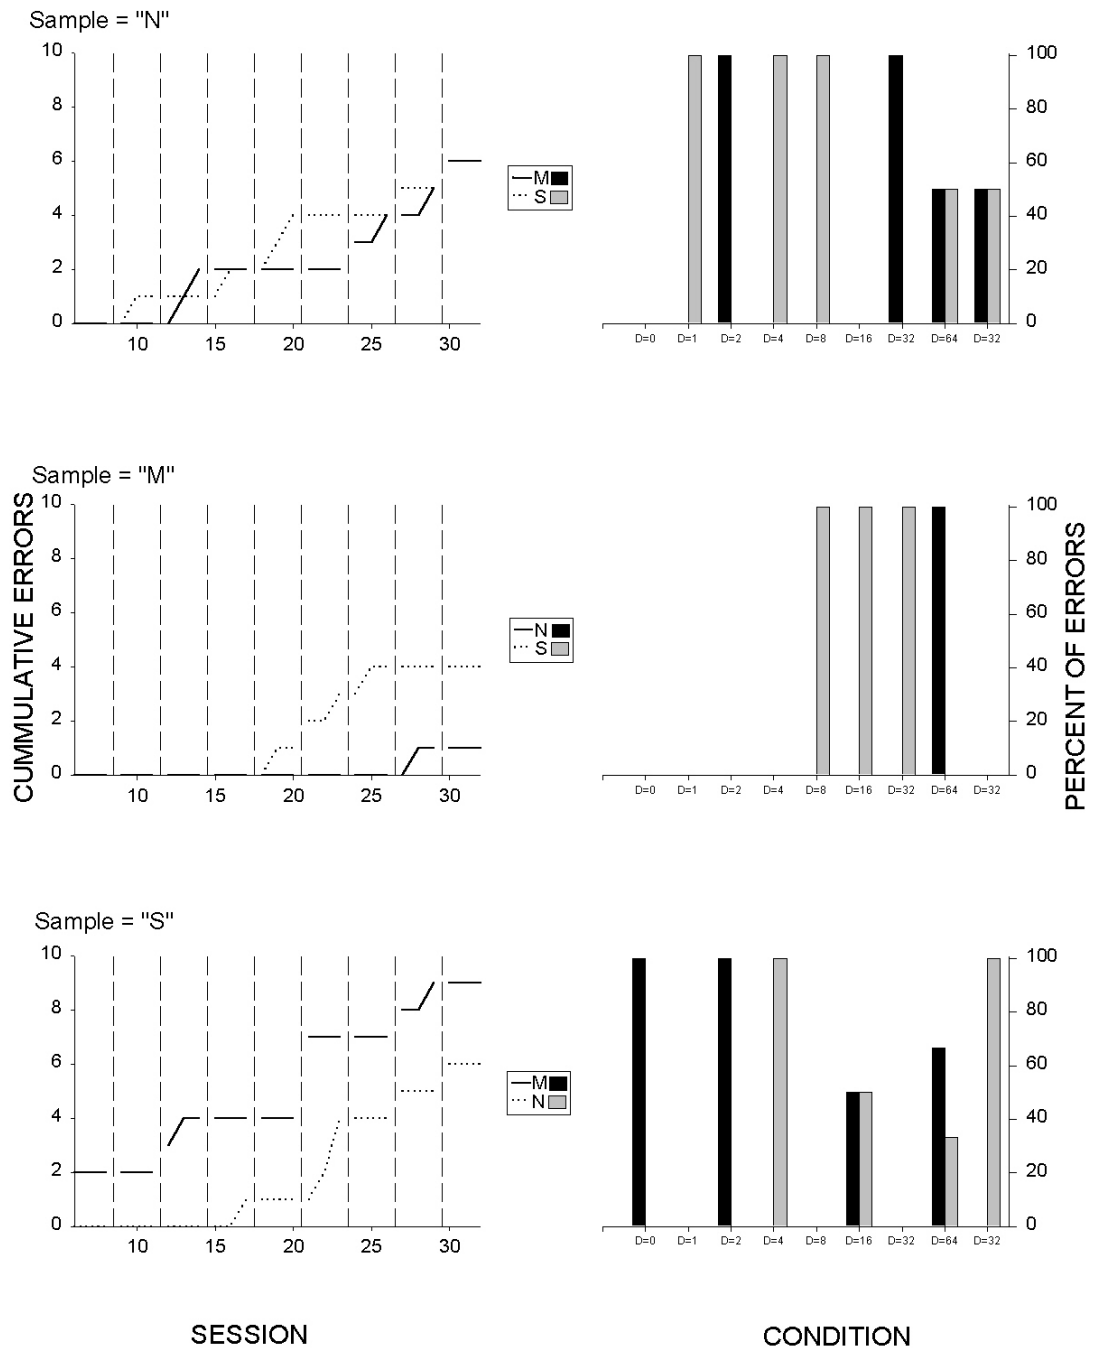 Sample = "N"
10
8
6
4
2
0
10
15
20
25
30
M
S
100
80
60
40
20
0
D=0
D=1
D=2
D=4
D=8
D=16
D=32
D=64
D=32
Sample = "M"
CUMMULATIVE ERRORS
10
8
6
4
2
0
10
15
20
25
30
N
S
100
80
60
40
20
0
PERCENT OF ERRORS
D=0
D=1
D=2
D=4
D=8
D=16
D=32
D=64
D=32
Sample = "S"
10
8
6
4
2
0
10
15
20
25
30
M
N
100
80
60
40
20
0
D=0
D=1
D=2
D=4
D=8
D=16
D=32
D=64
D=32
SESSION
CONDITION